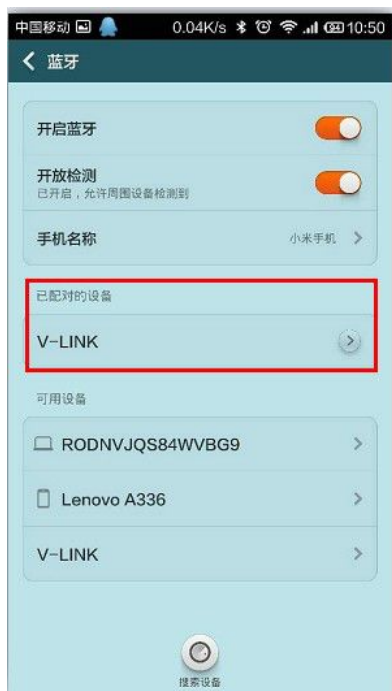 中国移动 0.04K/s 94 10:50
蓝牙
开启蓝牙
开放检测
已开启，允许周围设备检测到
手机名称 小米手机
已配对的设备
V-LINK
可用设备
RODNVJQS84WVBG9
Lenovo A336
V-LINK
搜索设备